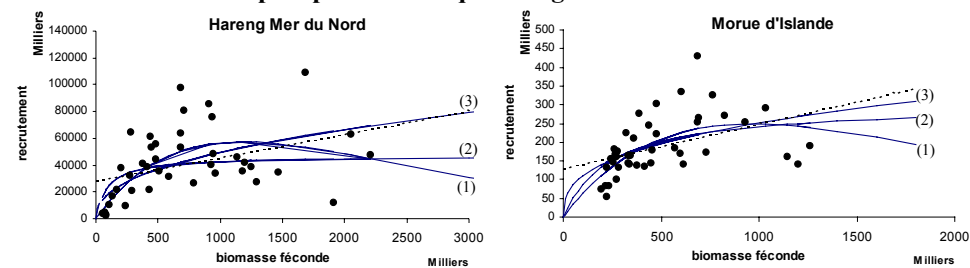 Hareng Mer du Nord
Milliers
recrutement
140000
120000
100000
80000
60000
40000
20000
0
0 500 1000 1500 2000 2500 3000
biomasse féconde
Milliers
(3)
(2)
(1)
Morue d'Islande
Milliers
recrutement
500
450
400
350
300
250
200
150
100
50
0
0 500 1000 1500 2000
biomasse féconde
Milliers
(3)
(2)
(1)